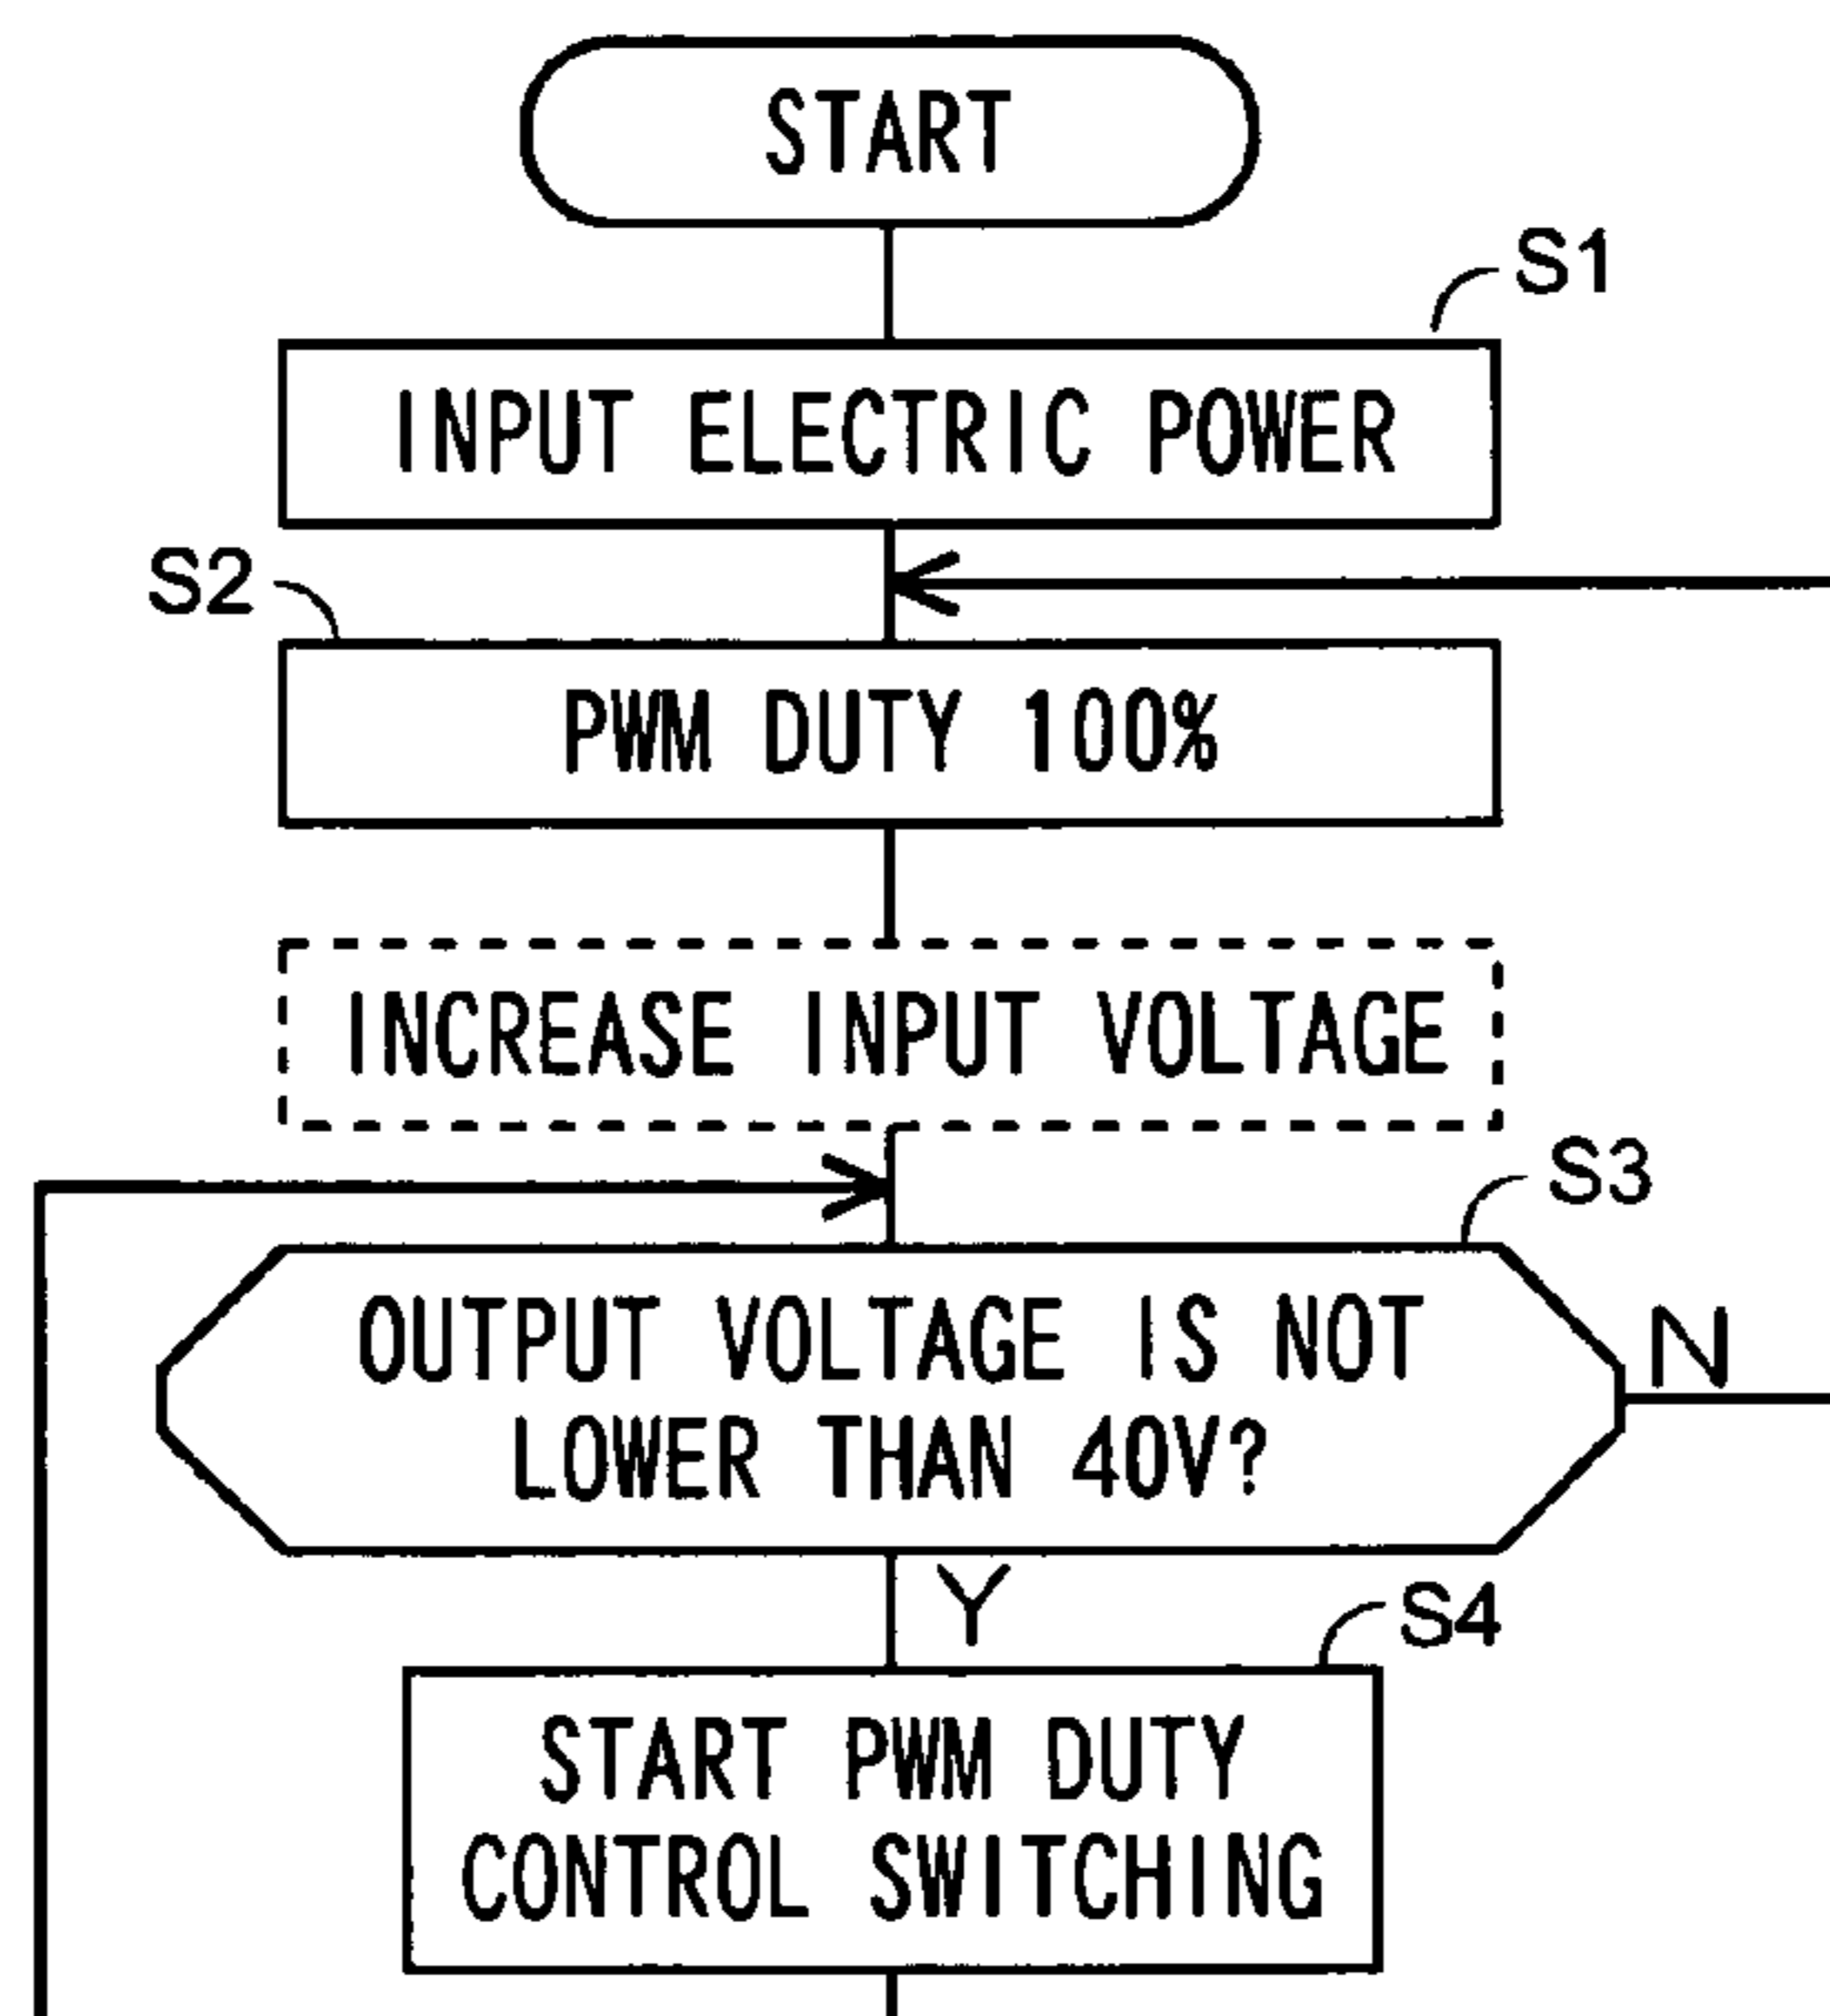 START
S1
INPUT ELECTRIC POWER
S2
PWM DUTY 100%
INCREASE INPUT VOLTAGE
S3
OUTPUT VOLTAGE IS NOT
LOWER THAN 40V?
N
Y
S4
START PWM DUTY
CONTROL SWITCHING